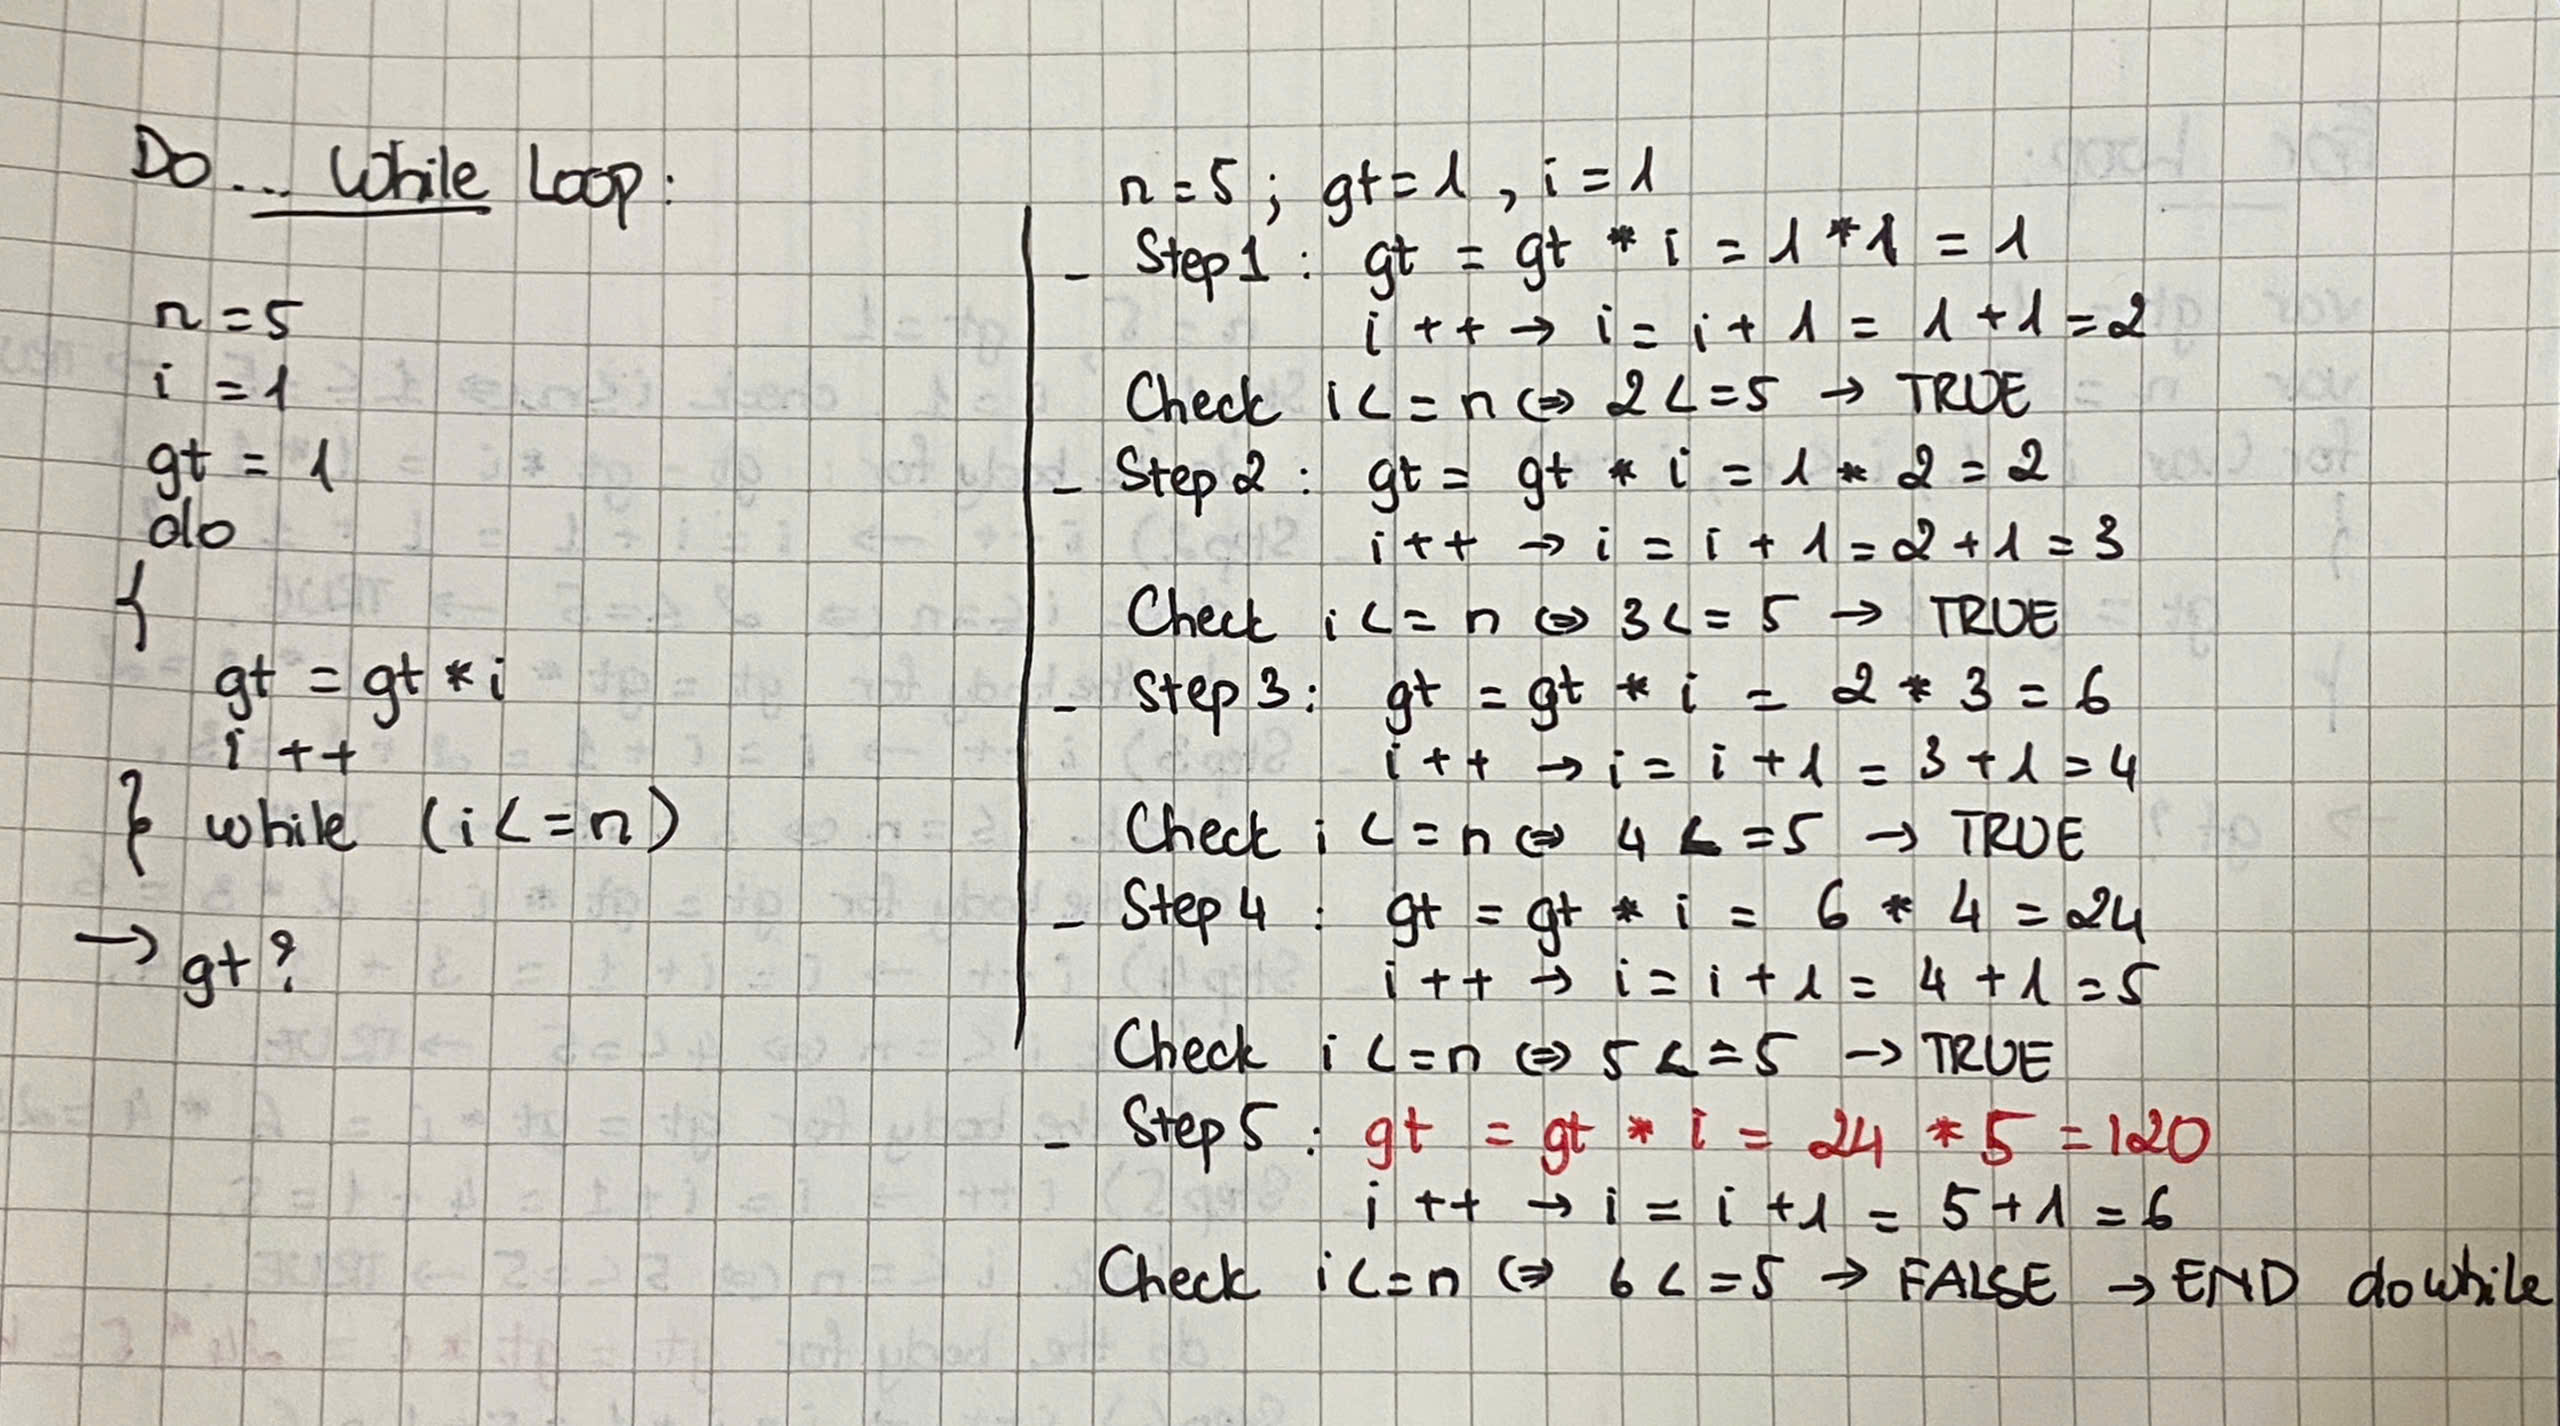 Do... While Loop:
n = 5
i = 1
gt = 1
do
{
gt = gt * i
i ++
} while (i <= n)
→ gt ?
n = 5 ; gt = 1 , i = 1
- Step 1 : gt = gt * i = 1 * 1 = 1
i ++ → i = i + 1 = 1 + 1 = 2
Check i <= n ⇔ 2 <= 5 → TRUE
- Step 2 : gt = gt * i = 1 * 2 = 2
i ++ → i = i + 1 = 2 + 1 = 3
Check i <= n ⇔ 3 <= 5 → TRUE
- Step 3 : gt = gt * i = 2 * 3 = 6
i ++ → i = i + 1 = 3 + 1 = 4
Check i <= n ⇔ 4 <= 5 → TRUE
- Step 4 : gt = gt * i = 6 * 4 = 24
i ++ → i = i + 1 = 4 + 1 = 5
Check i <= n ⇔ 5 <= 5 → TRUE
- Step 5 : gt = gt * i = 24 * 5 = 120
i ++ → i = i + 1 = 5 + 1 = 6
Check i <= n ⇔ 6 <= 5 → FALSE → END do while